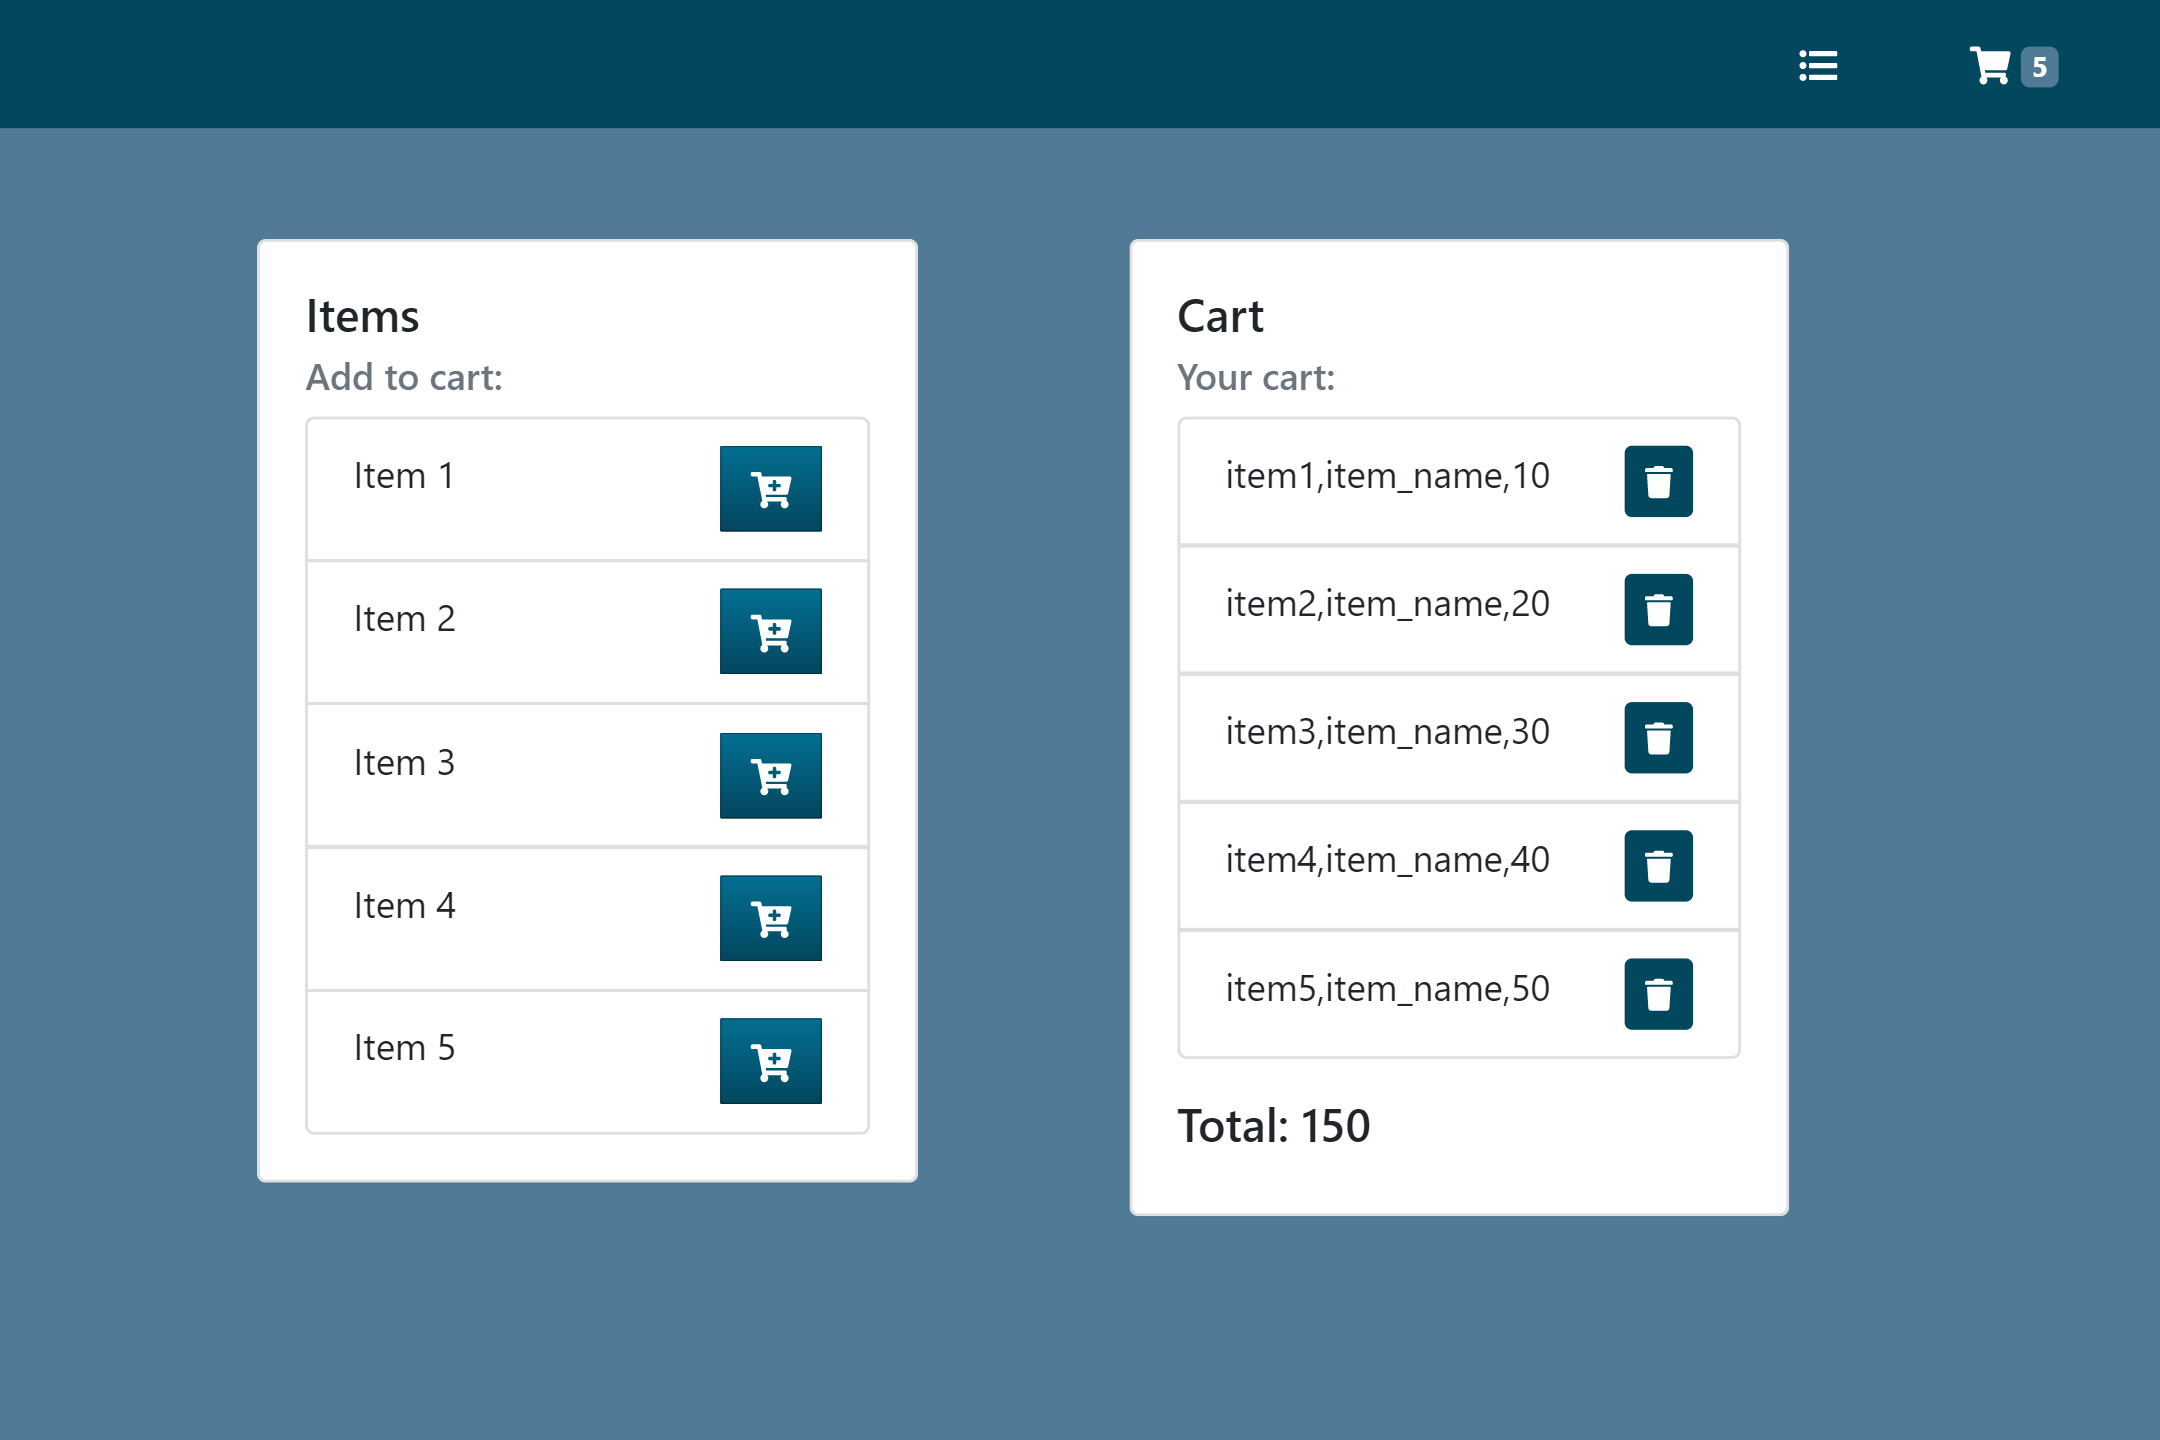 5
Items
Add to cart:
Item 1
Item 2
Item 3
Item 4
Item 5
Cart
Your cart:
item1,item_name,10
item2,item_name,20
item3,item_name,30
item4,item_name,40
item5,item_name,50
Total: 150